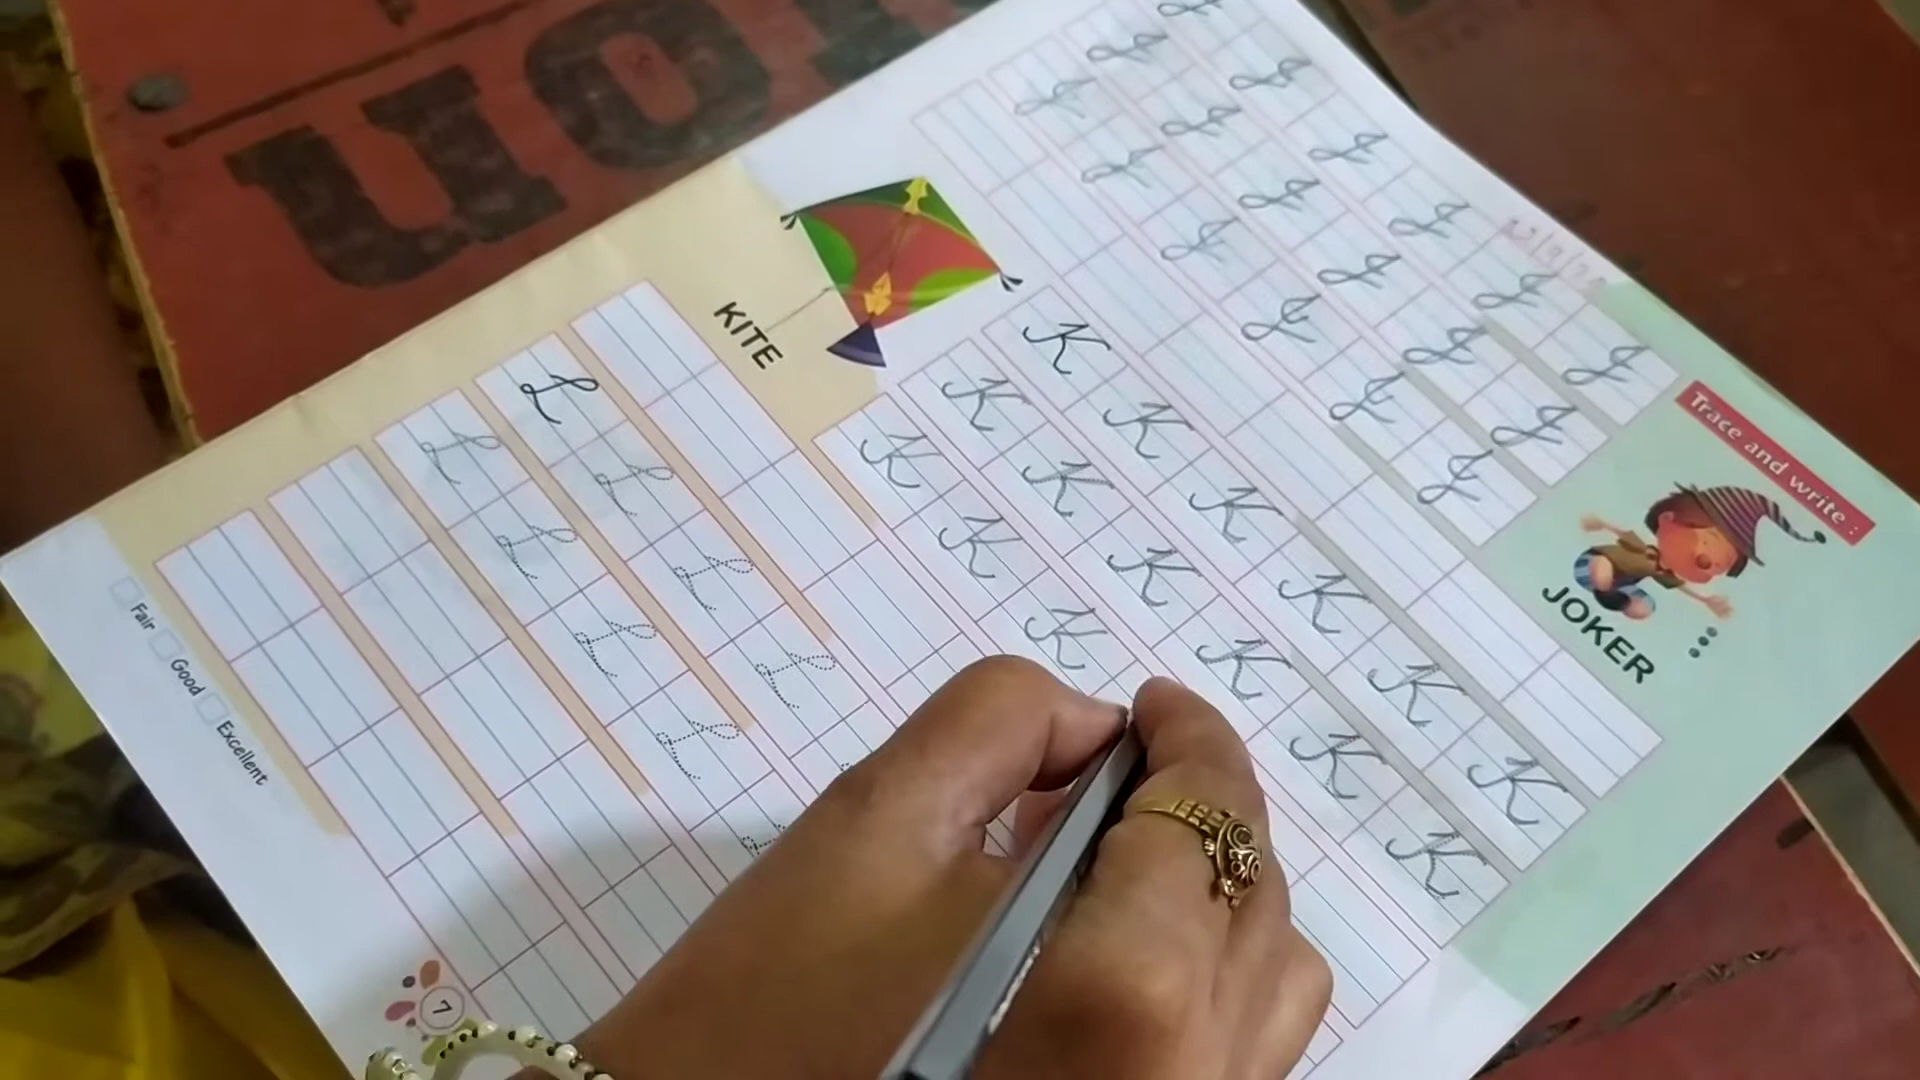 Trace and write :
JOKER
J J J J J J
J J J J J J
J J J J J J
KITE
K K K K K K
K K K K K K
K K K
L L L L
L L L L
Fair Good Excellent
7